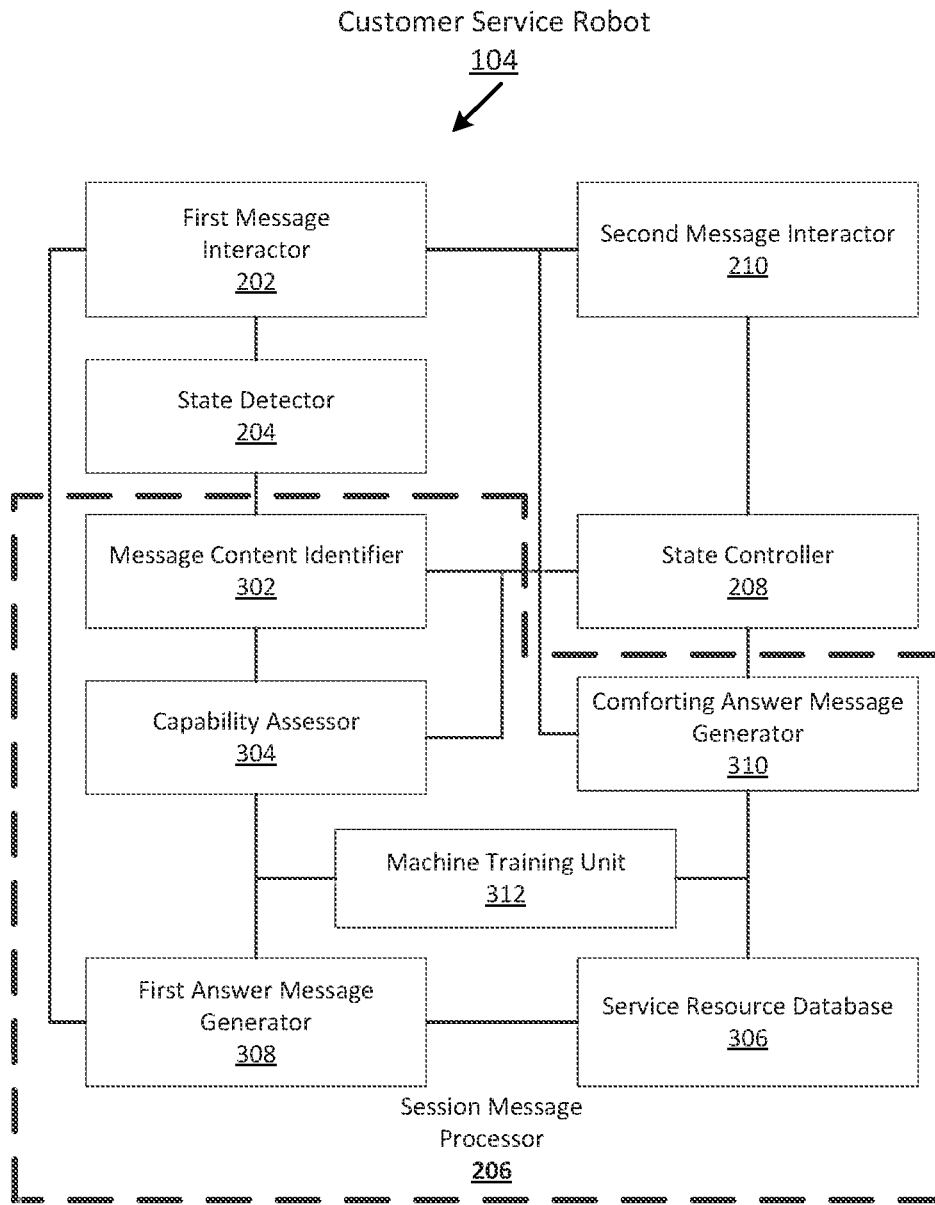 Customer Service Robot
104
First Message
Interactor
202
Second Message Interactor
210
State Detector
204
Message Content Identifier
302
State Controller
208
Capability Assessor
304
Comforting Answer Message
Generator
310
Machine Training Unit
312
First Answer Message
Generator
308
Service Resource Database
306
Session Message
Processor
206